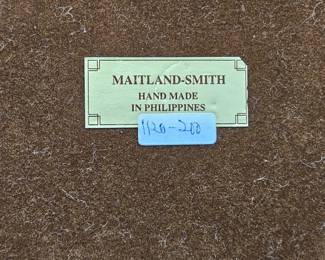 MAITLAND-SMITH
HAND MADE
IN PHILIPPINES
1120-200